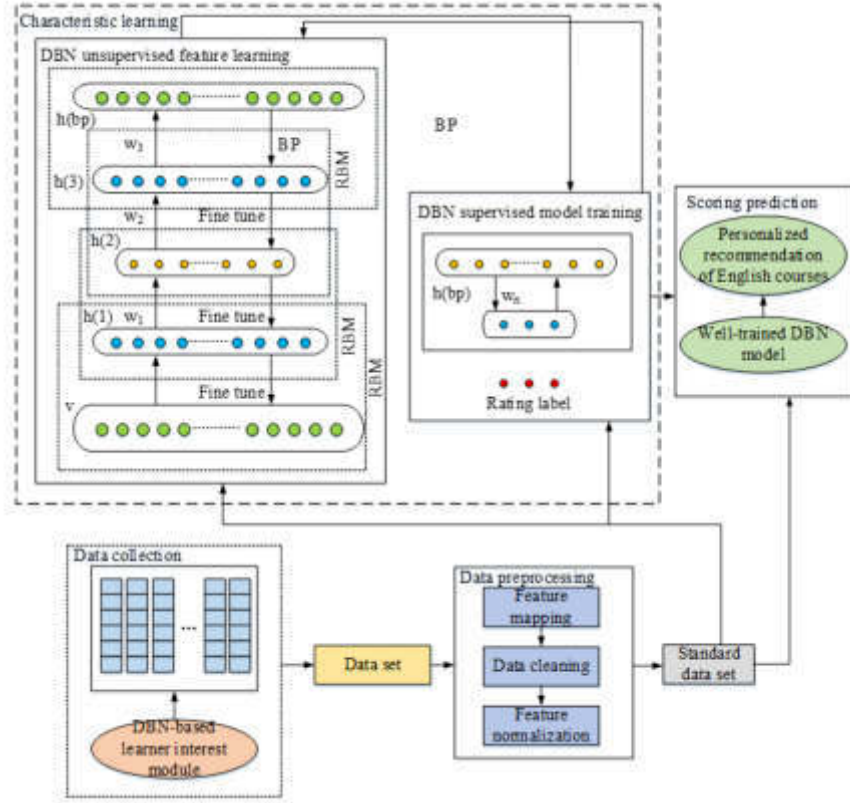 Characteristic learning
DBN unsupervised feature learning
h(bp)
w3
BP
RBM
h(3)
w2
Fine tune
h(2)
h(1)
w1
Fine tune
RBM
Fine tune
RBM
v
BP
DBN supervised model training
h(bp)
wn
Rating label
Scoring prediction
Personalized
recommendation
of English courses
Well-trained DBN
model
Data collection
...
DBN-based
learner interest
module
Data set
Data preprocessing
Feature
mapping
Data cleaning
Feature
normalization
Standard
data set